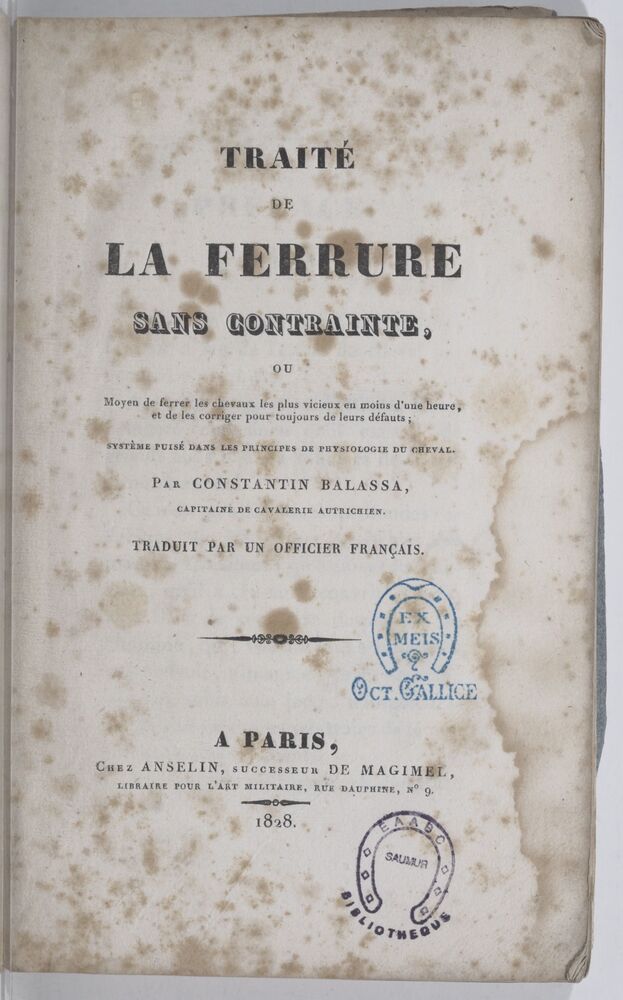 TRAITÉ
DE
LA FERRURE
SANS CONTRAINTE,
OU
Moyen de ferrer les chevaux les plus vicieux en moins d'une heure,
et de les corriger pour toujours de leurs défauts ;
SYSTÈME PUISÉ DANS LES PRINCIPES DE PHYSIOLOGIE DU CHEVAL.
PAR CONSTANTIN BALASSA,
CAPITAINE DE CAVALERIE AUTRICHIEN.
TRADUIT PAR UN OFFICIER FRANÇAIS.
EX
MEIS
OCT. GALLICE
A PARIS,
CHEZ ANSELIN, SUCCESSEUR DE MAGIMEL,
LIBRAIRE POUR L'ART MILITAIRE, RUE DAUPHINE, N° 9.
1828.
EAABC
SAUMUR
BIBLIOTHEQUE